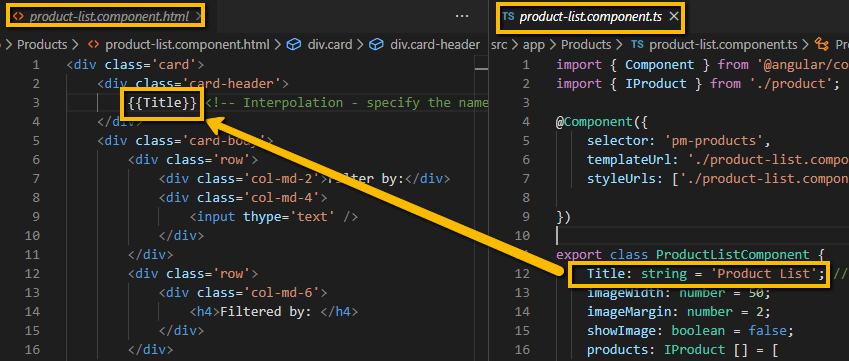 product-list.component.html ×
...
› Products › product-list.component.html › div.card › div.card-header
1 <div class='card'>
2 <div class='card-header'>
3 {{Title}} <!-- Interpolation - specify the name
4 </div>
5 <div class='card-body'>
6 <div class='row'>
7 <div class='col-md-2'>Filter by:</div>
8 <div class='col-md-4'>
9 <input thype='text' />
10 </div>
11 </div>
12 <div class='row'>
13 <div class='col-md-6'>
14 <h4>Filtered by: </h4>
15 </div>
16 </div>
TS product-list.component.ts ×
src › app › Products › TS product-list.component.ts ›
1 import { Component } from '@angular/co
2 import { IProduct } from './product';
3
4 @Component({
5 selector: 'pm-products',
6 templateUrl: './product-list.compo
7 styleUrls: ['./product-list.compon
8
9 })
10
11 export class ProductListComponent {
12 Title: string = 'Product List'; //
13 imageWidth: number = 50;
14 imageMargin: number = 2;
15 showImage: boolean = false;
16 products: IProduct [] = [